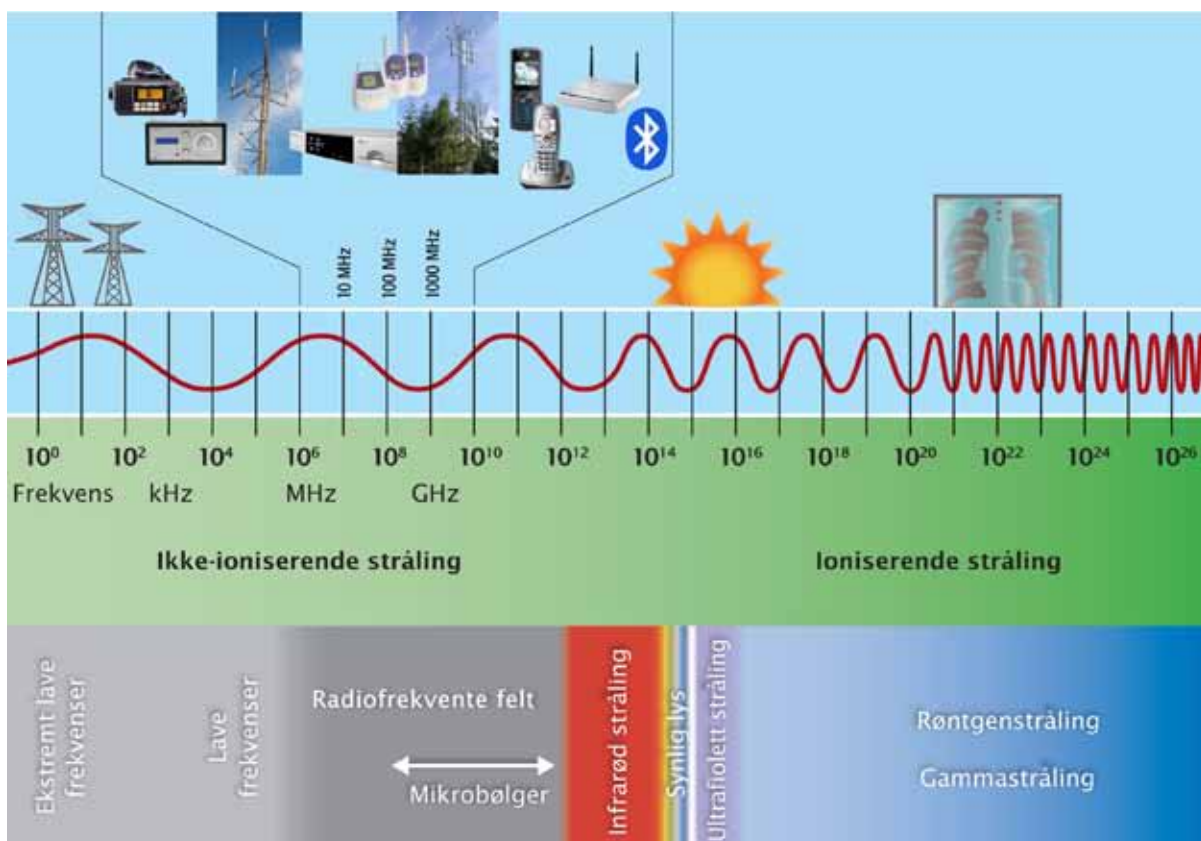 10 MHz
100 MHz
1000 MHz
10⁰ 10² 10⁴ 10⁶ 10⁸ 10¹⁰ 10¹² 10¹⁴ 10¹⁶ 10¹⁸ 10²⁰ 10²² 10²⁴ 10²⁶
Frekvens kHz MHz GHz
Ikke-ioniserende stråling Ioniserende stråling
Ekstremt lave
frekvenser
Lave
frekvenser
Radiofrekvente felt
Mikrobølger
Infrarød stråling
Synlig lys
Ultrafiolett stråling
Røntgenstråling
Gammastråling